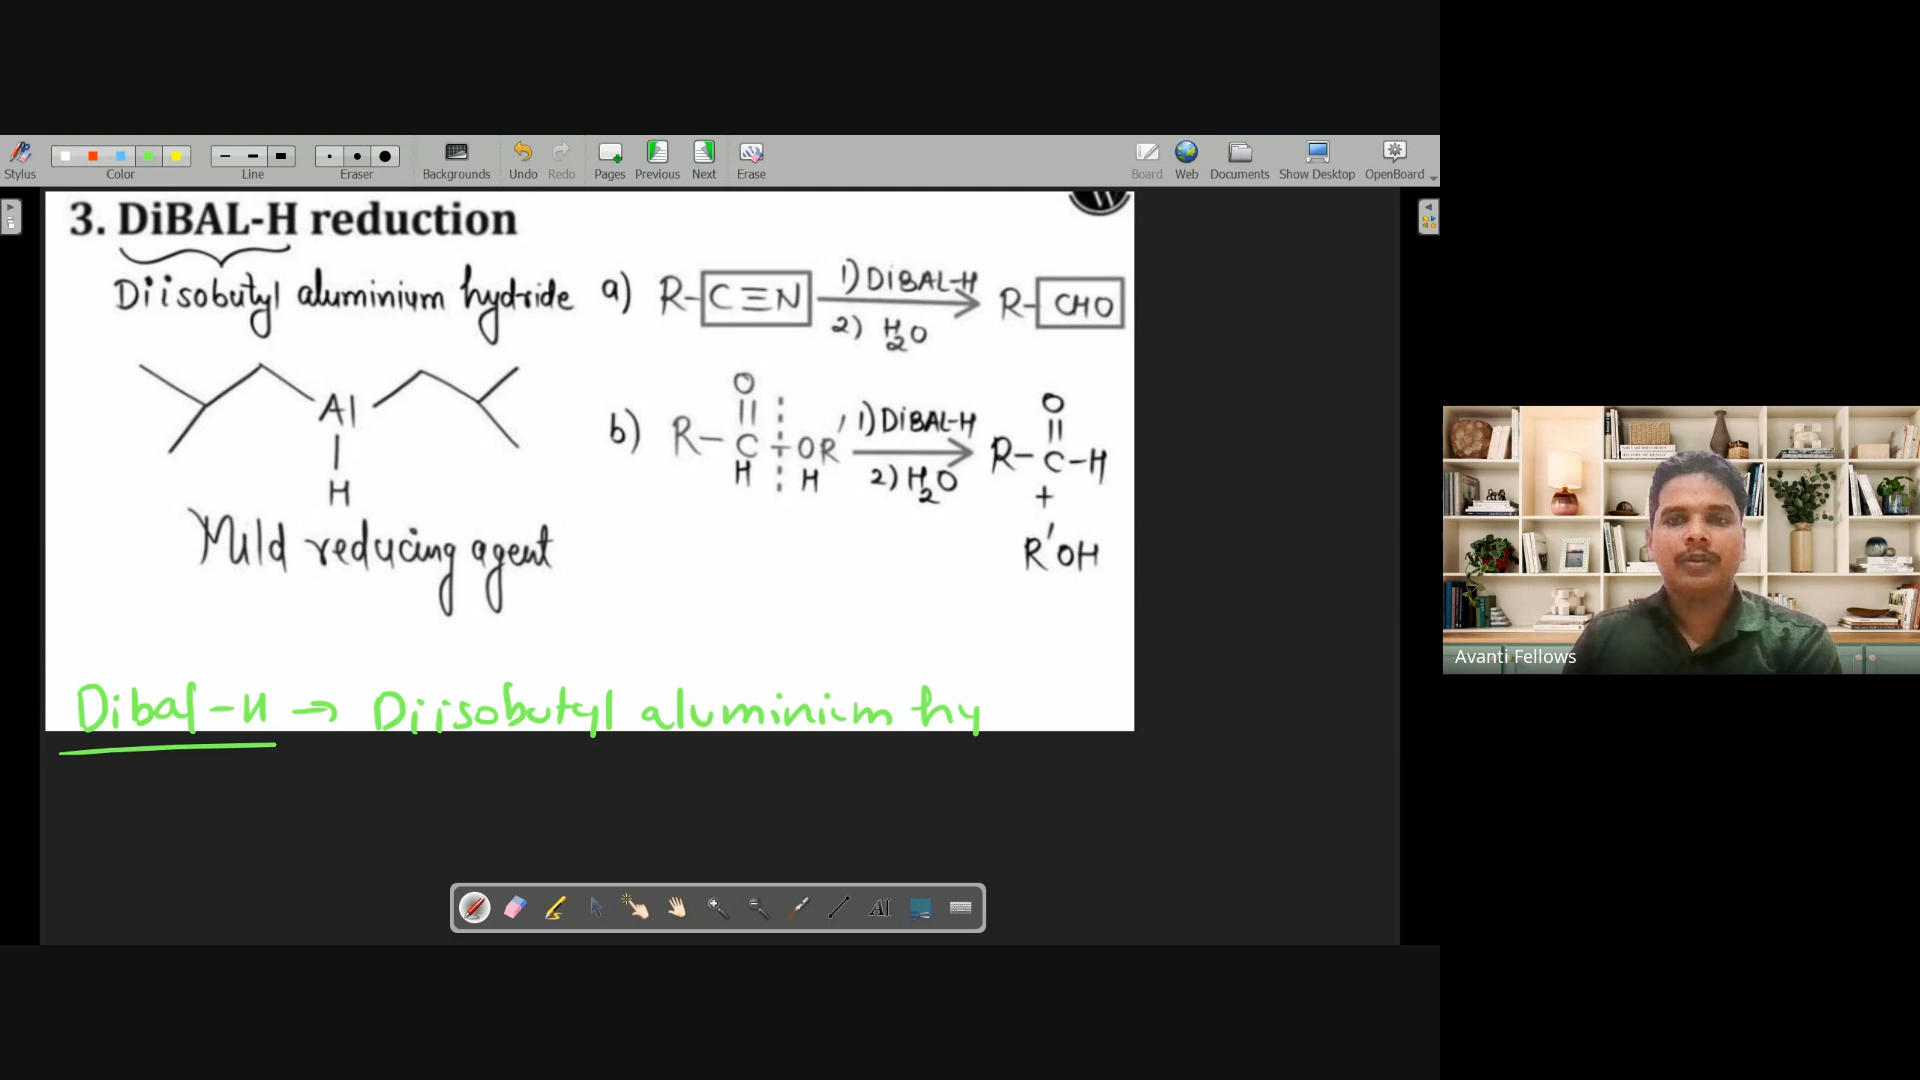 Stylus
Color
Line
Eraser
Backgrounds
Undo
Redo
Pages
Previous
Next
Erase
Board
Web
Documents
Show Desktop
OpenBoard
W
3. DiBAL-H reduction
Diisobutyl aluminium hydride
Al
H
Mild reducing agent
a) R-C≡N 1) DiBAL-H 2) H2O R-CHO
b) R-C(=O)-OR' 1) DiBAL-H 2) H2O R-C(=O)-H
H H
+
R'OH
Dibal-H → Diisobutyl aluminium hy
AI
Avanti Fellows